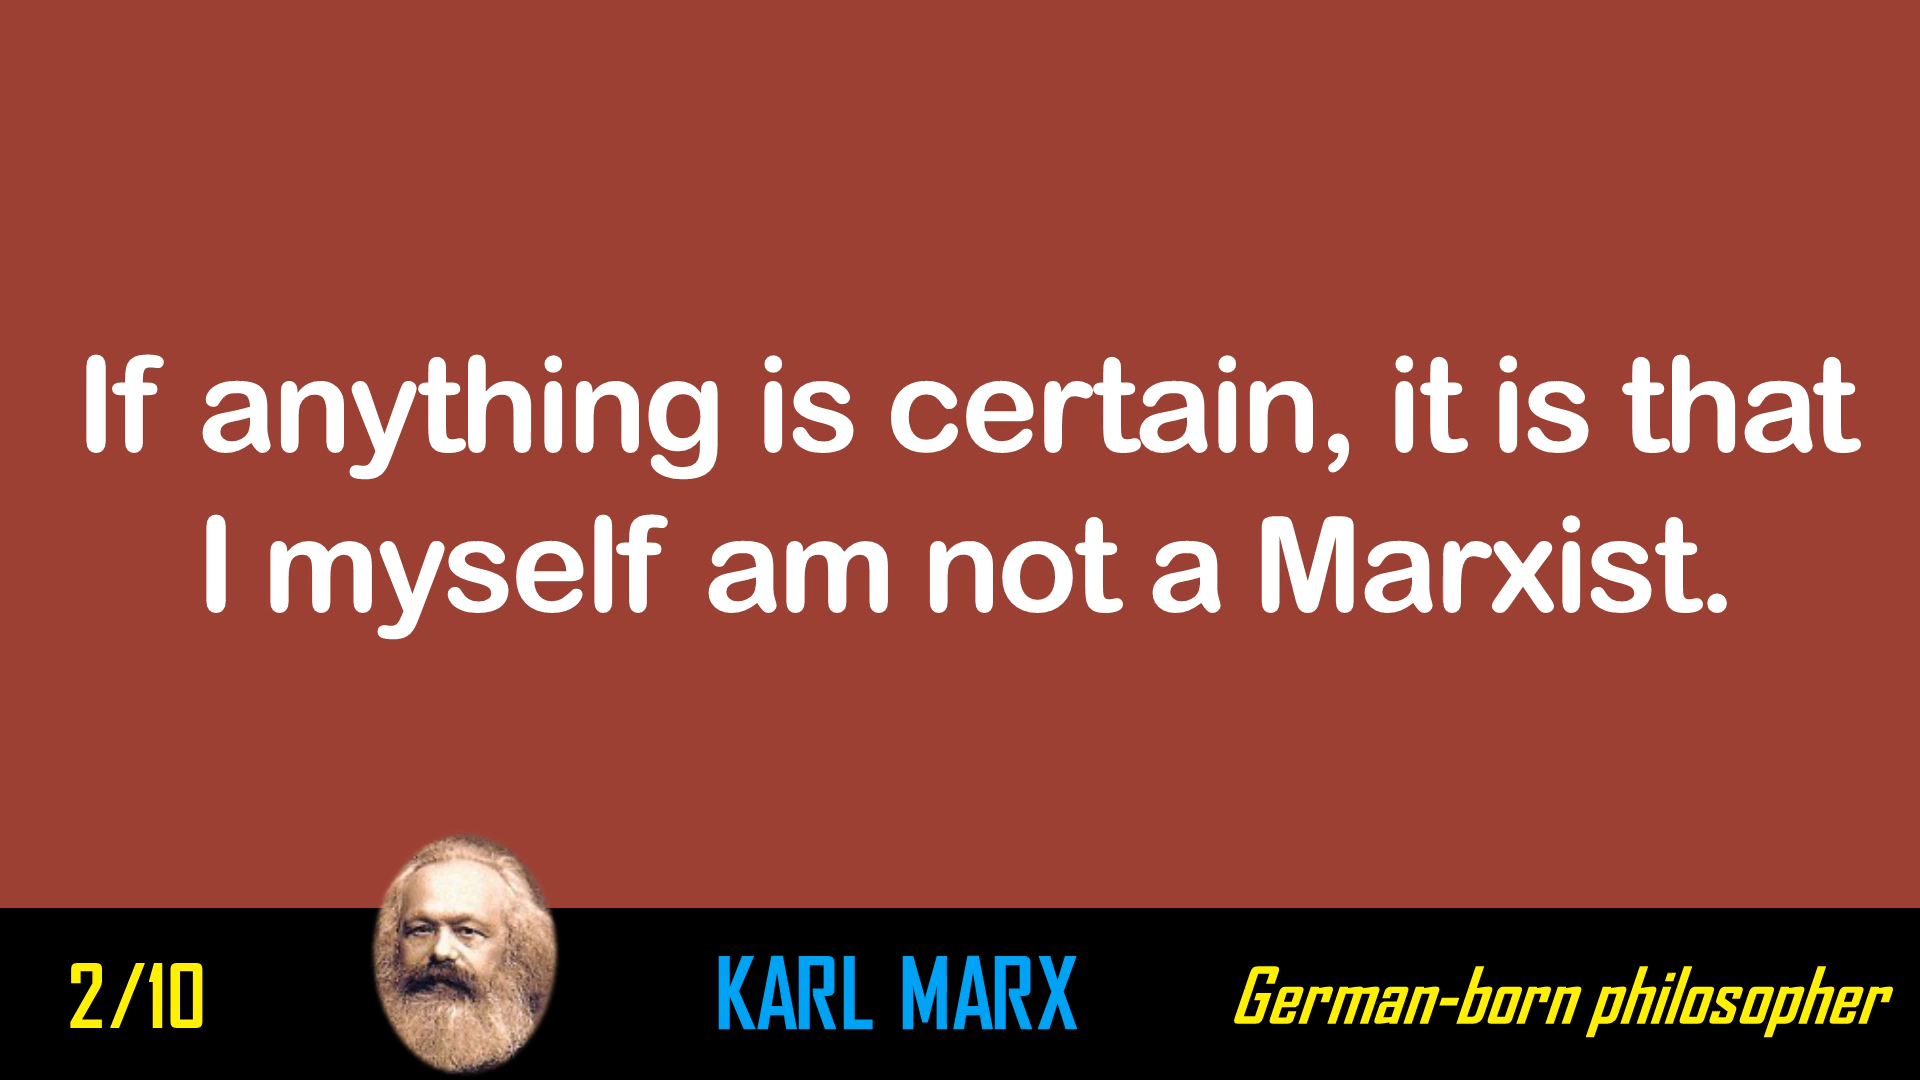 If anything is certain, it is that
I myself am not a Marxist.
2/10
KARL MARX
German-born philosopher